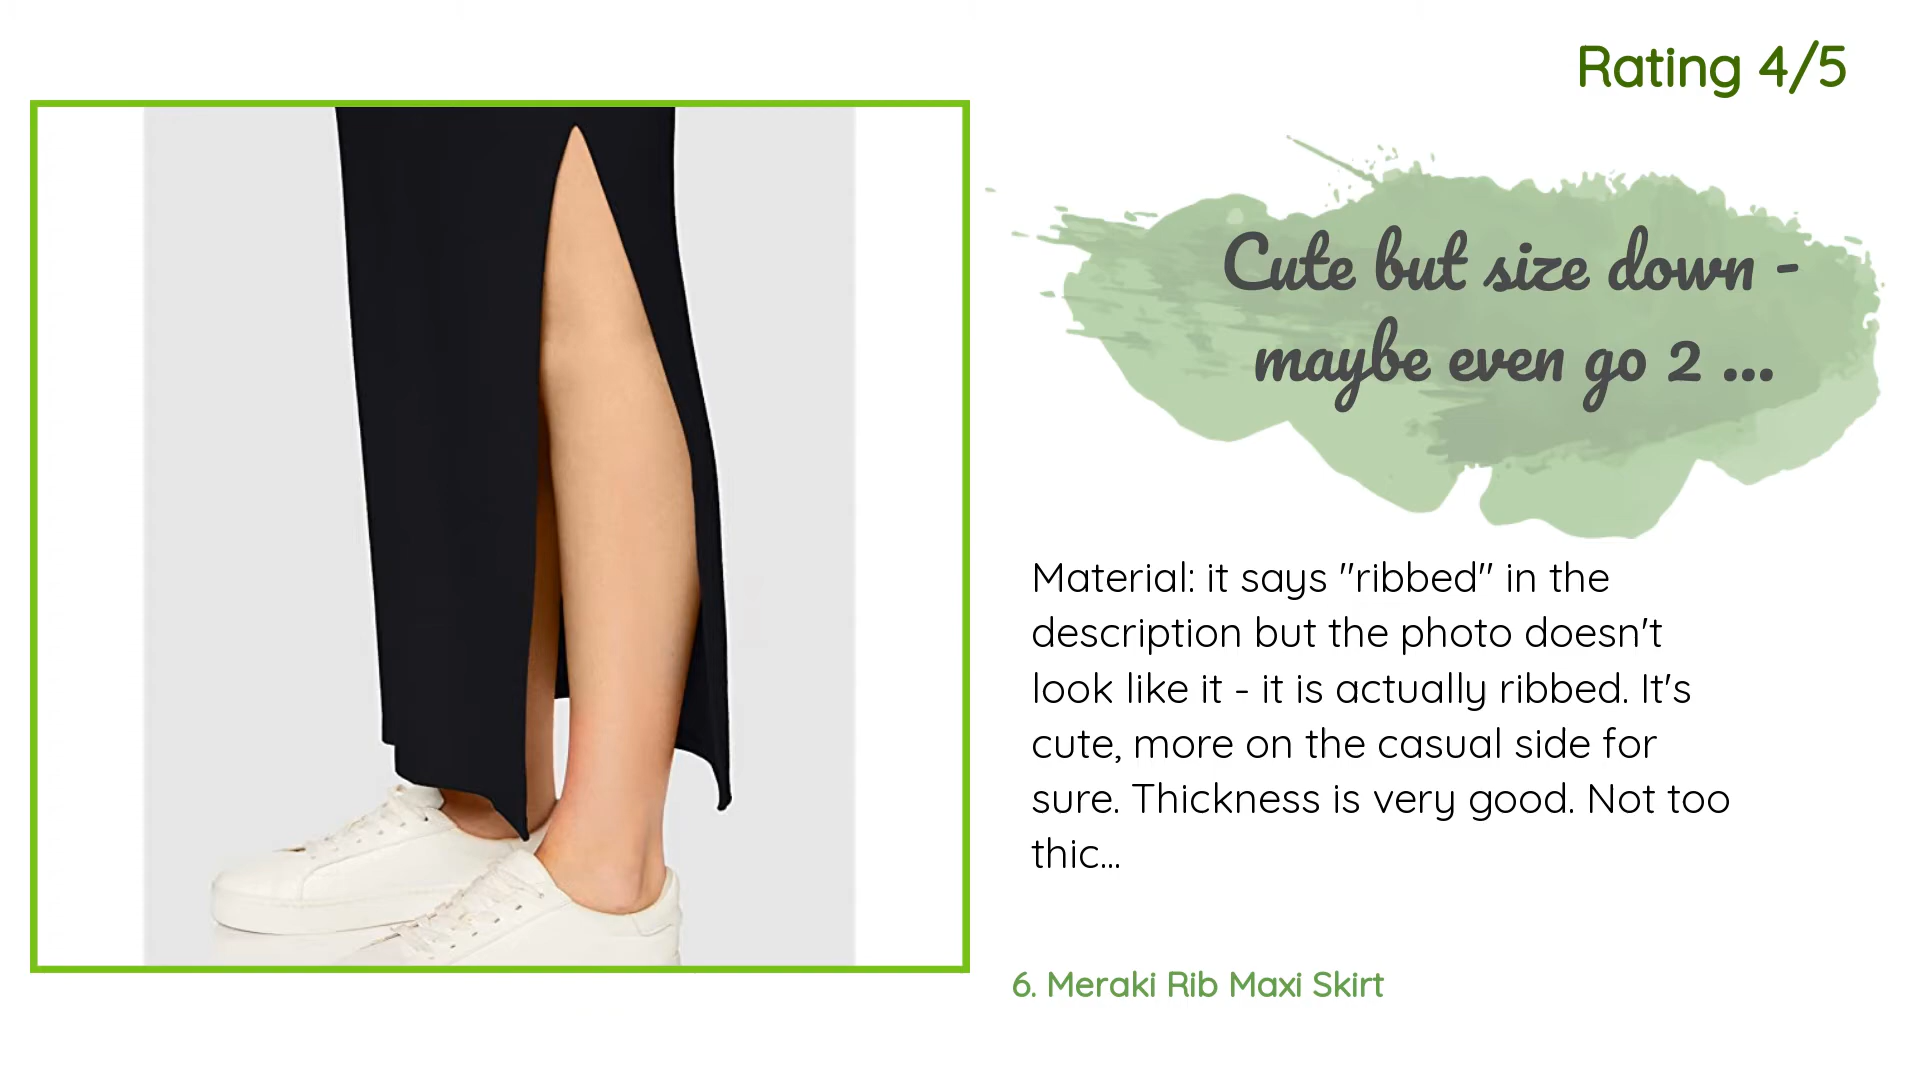 Rating 4/5
Cute but size down -
maybe even go 2 ...
Material: it says "ribbed" in the
description but the photo doesn't
look like it - it is actually ribbed. It's
cute, more on the casual side for
sure. Thickness is very good. Not too
thic...
6. Meraki Rib Maxi Skirt